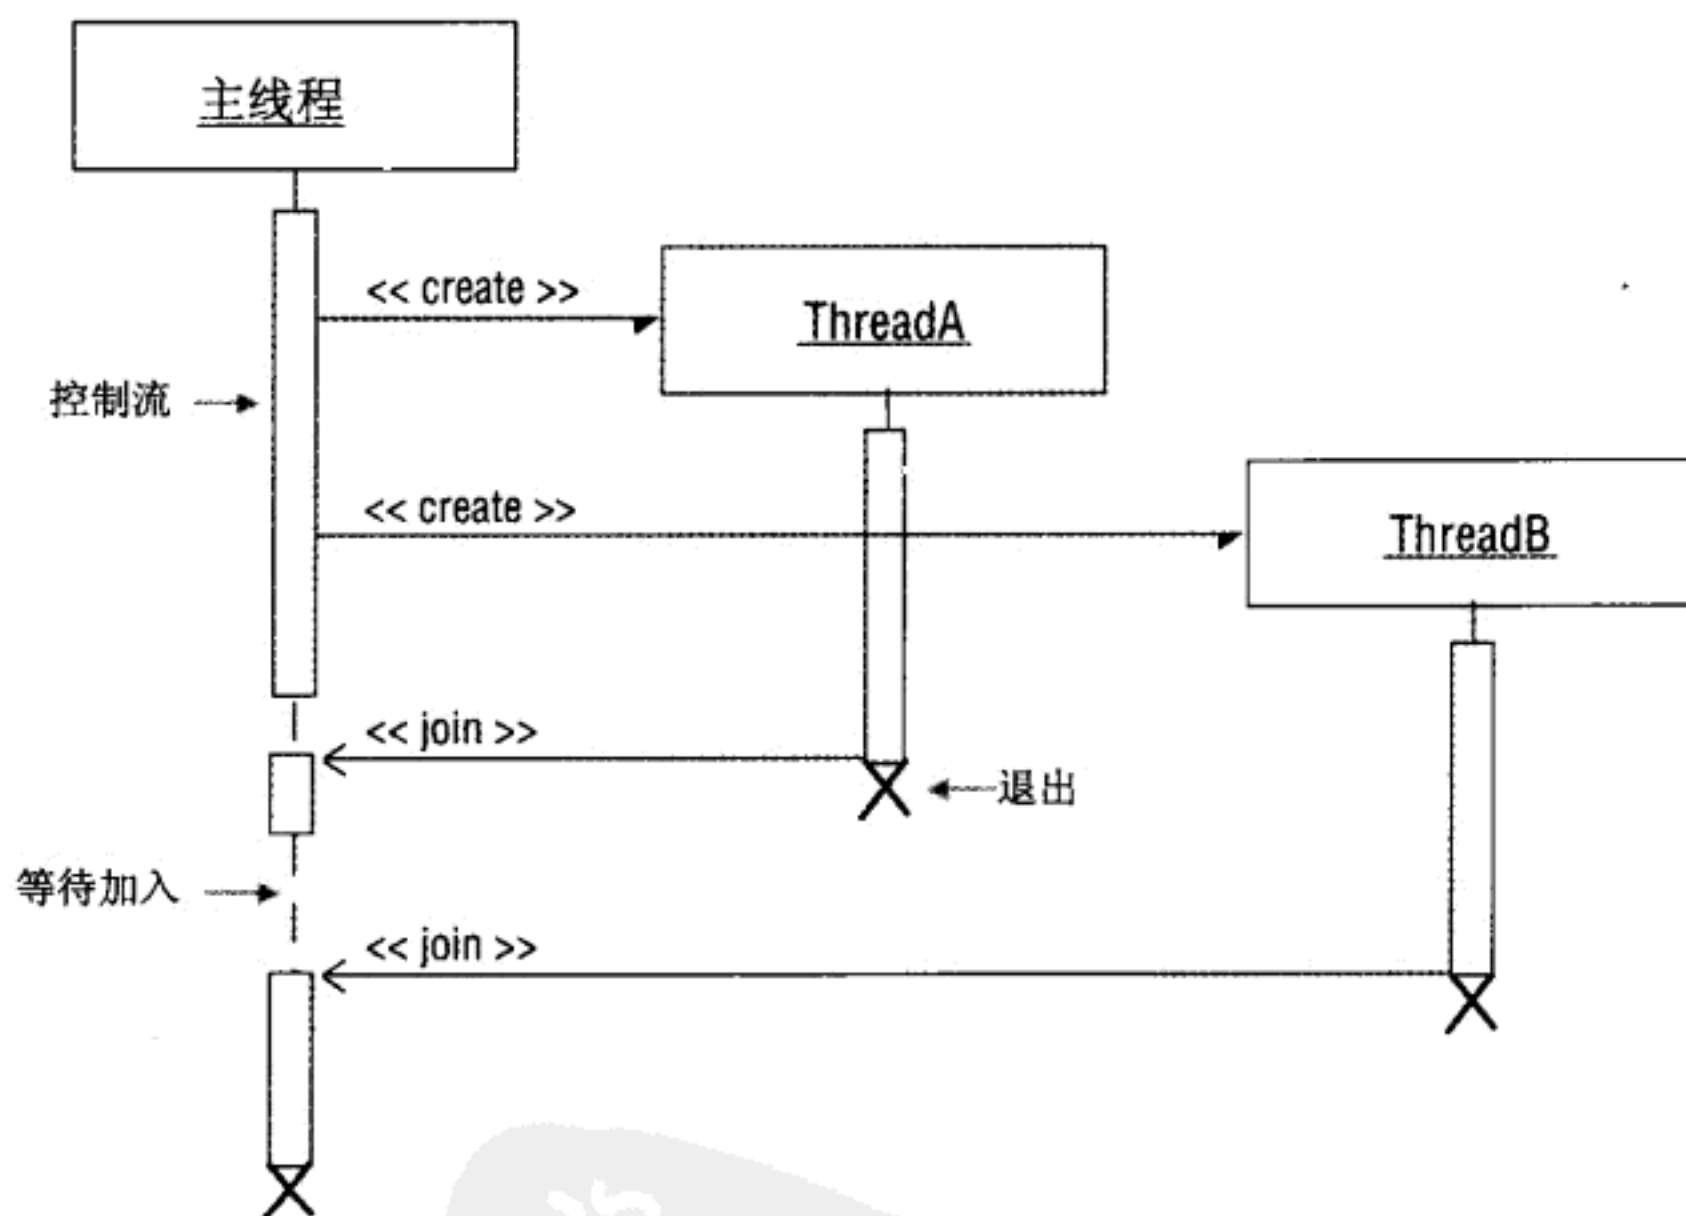 主线程
<< create >>
ThreadA
控制流
<< create >>
ThreadB
<< join >>
退出
等待加入
<< join >>